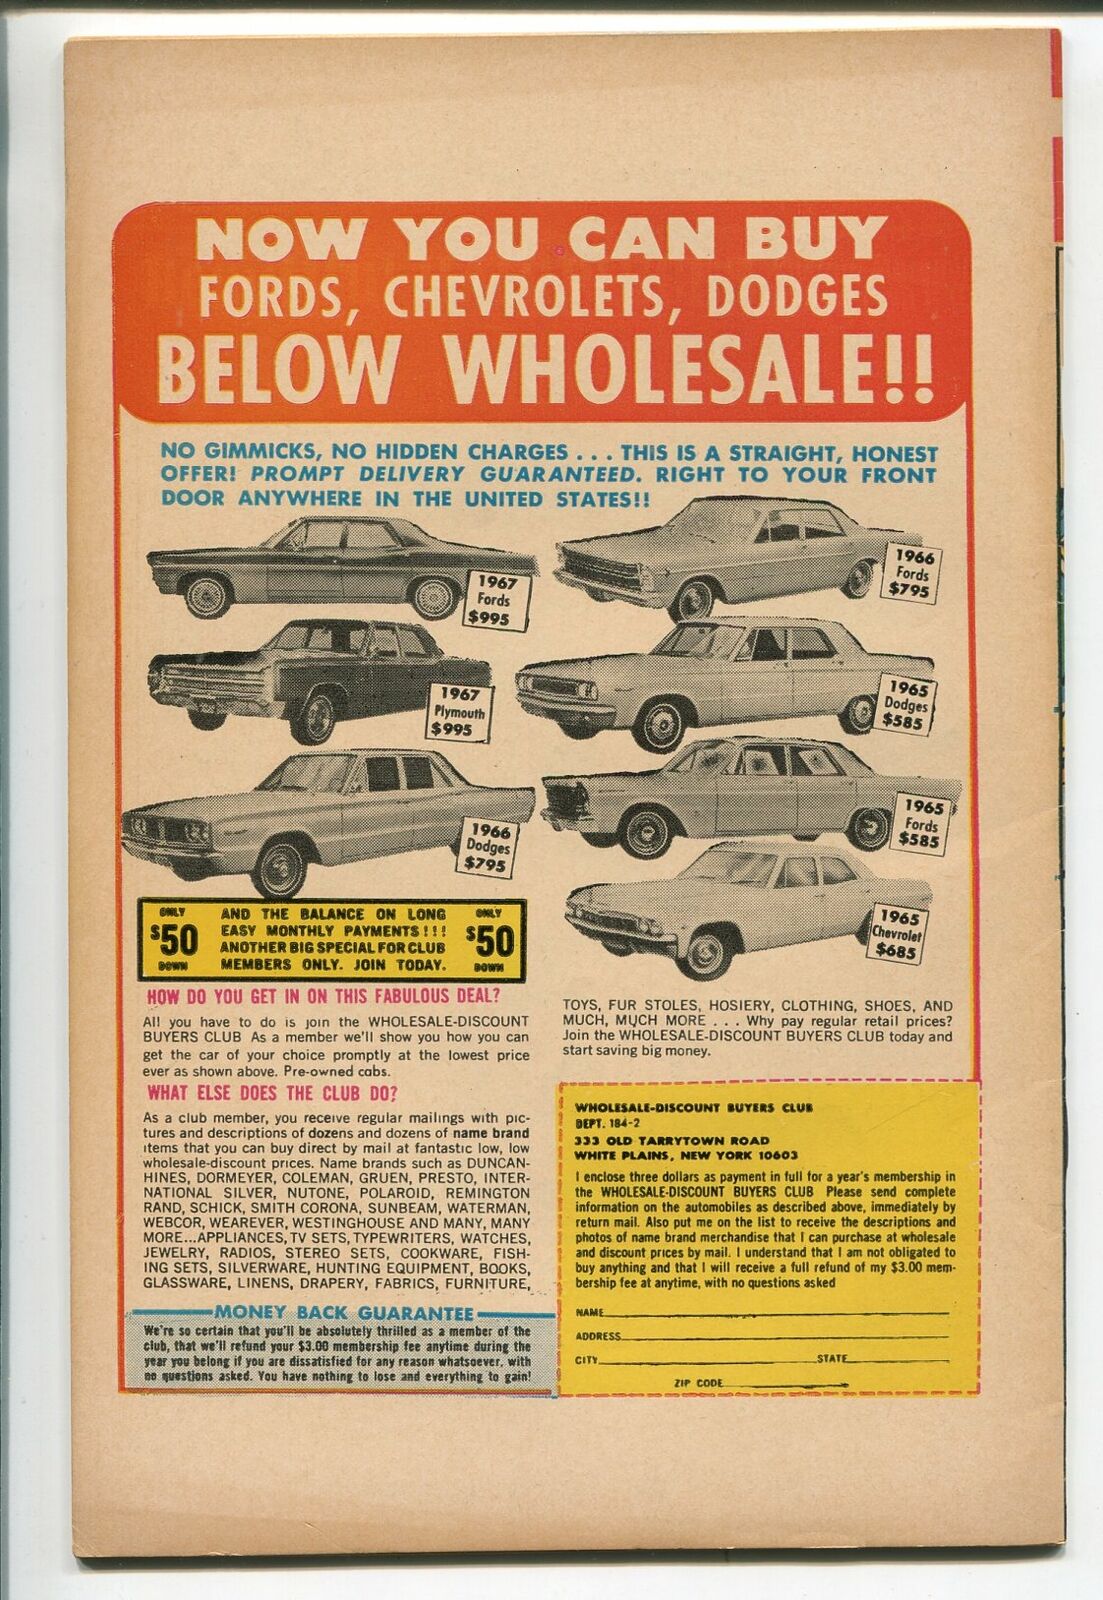 NOW YOU CAN BUY
FORDS, CHEVROLETS, DODGES
BELOW WHOLESALE!!
NO GIMMICKS, NO HIDDEN CHARGES . . . THIS IS A STRAIGHT, HONEST
OFFER! PROMPT DELIVERY GUARANTEED. RIGHT TO YOUR FRONT
DOOR ANYWHERE IN THE UNITED STATES!!
1967
Fords
$995
1966
Fords
$795
1967
Plymouth
$995
1965
Dodges
$585
1966
Dodges
$795
1965
Fords
$585
1965
Chevrolet
$685
ONLY
$50
DOWN
AND THE BALANCE ON LONG
EASY MONTHLY PAYMENTS!!!
ANOTHER BIG SPECIAL FOR CLUB
MEMBERS ONLY. JOIN TODAY.
ONLY
$50
DOWN
HOW DO YOU GET IN ON THIS FABULOUS DEAL?
All you have to do is join the WHOLESALE-DISCOUNT
BUYERS CLUB As a member we'll show you how you can
get the car of your choice promptly at the lowest price
ever as shown above. Pre-owned cabs.
WHAT ELSE DOES THE CLUB DO?
As a club member, you receive regular mailings with pic-
tures and descriptions of dozens and dozens of name brand
items that you can buy direct by mail at fantastic low, low
wholesale-discount prices. Name brands such as DUNCAN-
HINES, DORMEYER, COLEMAN, GRUEN, PRESTO, INTER-
NATIONAL SILVER, NUTONE, POLAROID, REMINGTON
RAND, SCHICK, SMITH CORONA, SUNBEAM, WATERMAN,
WEBCOR, WEAREVER, WESTINGHOUSE AND MANY, MANY
MORE...APPLIANCES, TV SETS, TYPEWRITERS, WATCHES,
JEWELRY, RADIOS, STEREO SETS, COOKWARE, FISH-
ING SETS, SILVERWARE, HUNTING EQUIPMENT, BOOKS,
GLASSWARE, LINENS, DRAPERY, FABRICS, FURNITURE,
MONEY BACK GUARANTEE
We're so certain that you'll be absolutely thrilled as a member of the
club, that we'll refund your $3.00 membership fee anytime during the
year you belong if you are dissatisfied for any reason whatsoever, with
no questions asked. You have nothing to lose and everything to gain!
TOYS, FUR STOLES, HOSIERY, CLOTHING, SHOES, AND
MUCH, MUCH MORE . . . Why pay regular retail prices?
Join the WHOLESALE-DISCOUNT BUYERS CLUB today and
start saving big money.
WHOLESALE-DISCOUNT BUYERS CLUB
DEPT. 184-2
333 OLD TARRYTOWN ROAD
WHITE PLAINS, NEW YORK 10603
I enclose three dollars as payment in full for a year's membership in
the WHOLESALE-DISCOUNT BUYERS CLUB Please send complete
information on the automobiles as described above, immediately by
return mail. Also put me on the list to receive the descriptions and
photos of name brand merchandise that I can purchase at wholesale
and discount prices by mail. I understand that I am not obligated to
buy anything and that I will receive a full refund of my $3.00 mem-
bership fee at anytime, with no questions asked
NAME
ADDRESS
CITY STATE
ZIP CODE